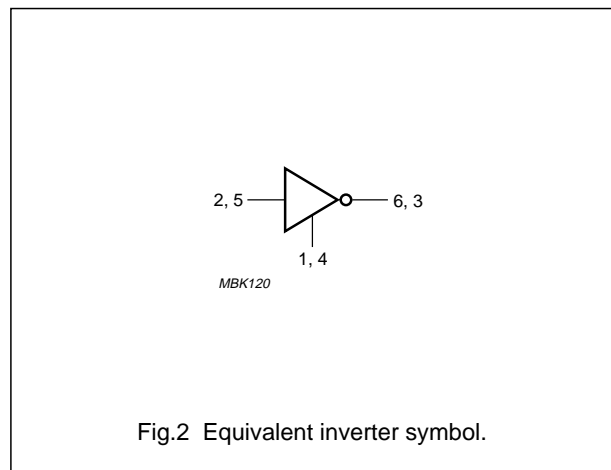 2, 5
6, 3
1, 4
MBK120
Fig.2 Equivalent inverter symbol.